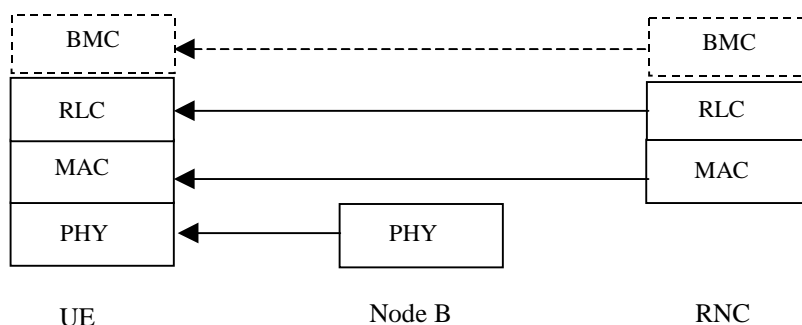 BMC BMC
RLC RLC
MAC MAC
PHY PHY
UE Node B RNC